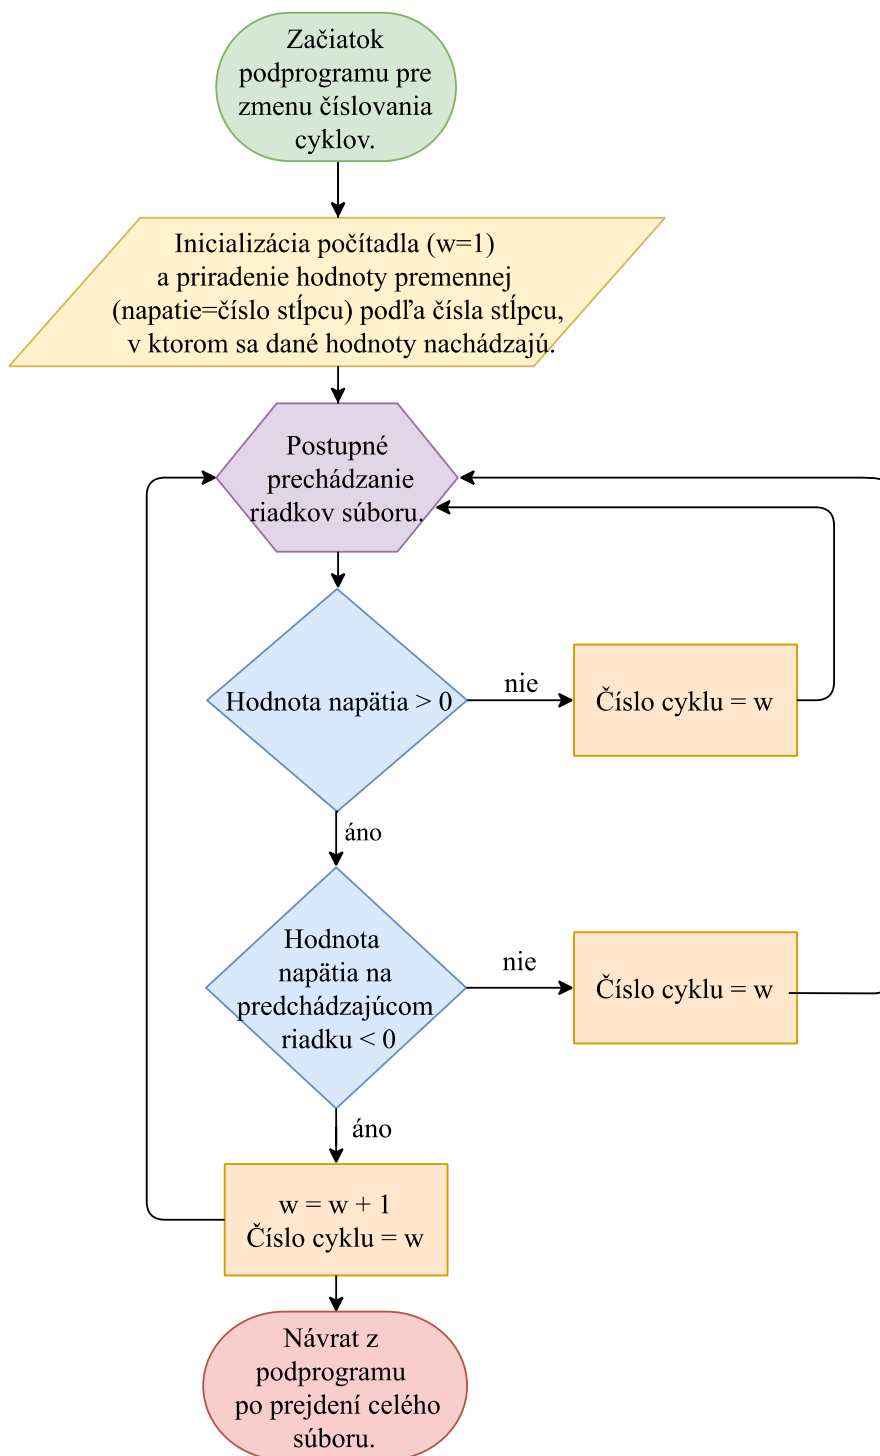 Začiatok
podprogramu pre
zmenu číslovania
cyklov.
Inicializácia počítadla (w=1)
a priradenie hodnoty premennej
(napatie=číslo stĺpcu) podľa čísla stĺpcu,
v ktorom sa dané hodnoty nachádzajú.
Postupné
prechádzanie
riadkov súboru.
Hodnota napätia > 0
nie
Číslo cyklu = w
áno
Hodnota
napätia na
predchádzajúcom
riadku < 0
nie
Číslo cyklu = w
áno
w = w + 1
Číslo cyklu = w
Návrat z
podprogramu
po prejdení celého
súboru.